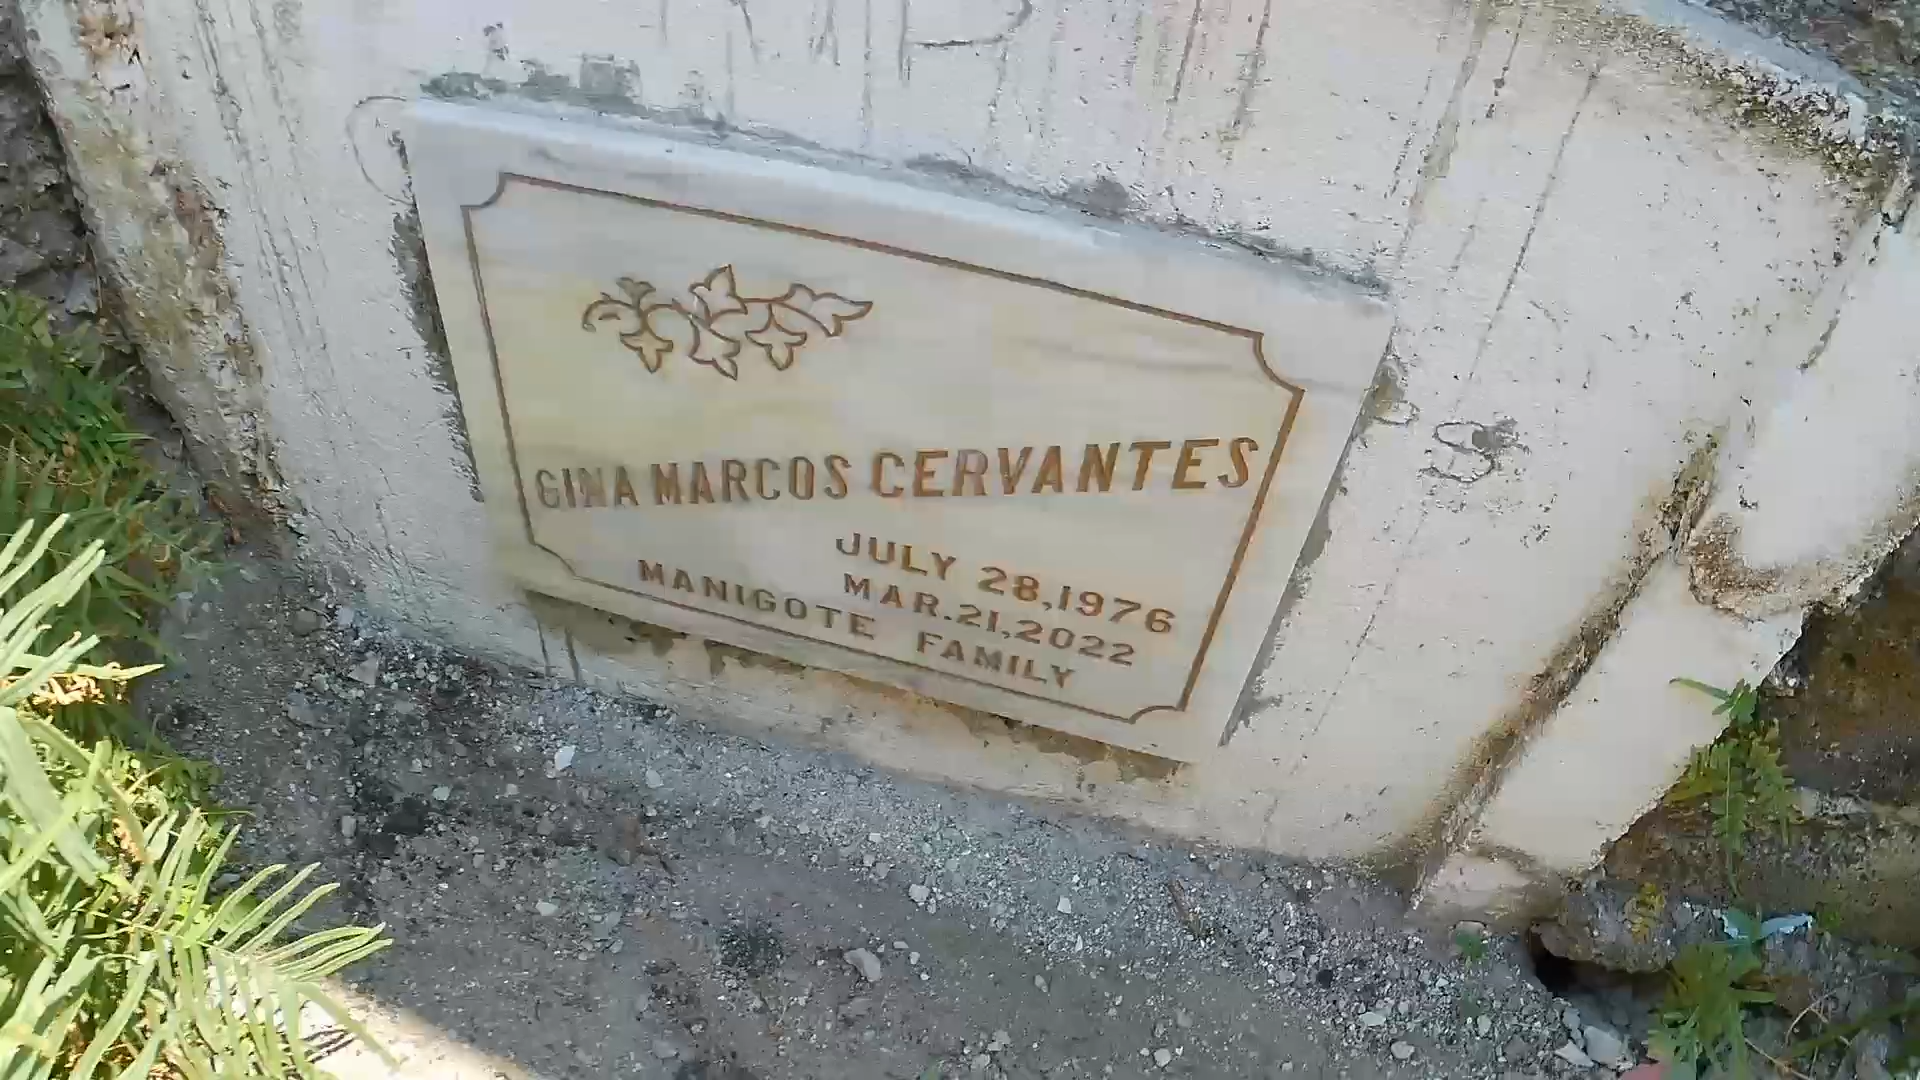 GINA MARCOS CERVANTES
JULY 28,1976
MAR.21,2022
MANIGOTE FAMILY